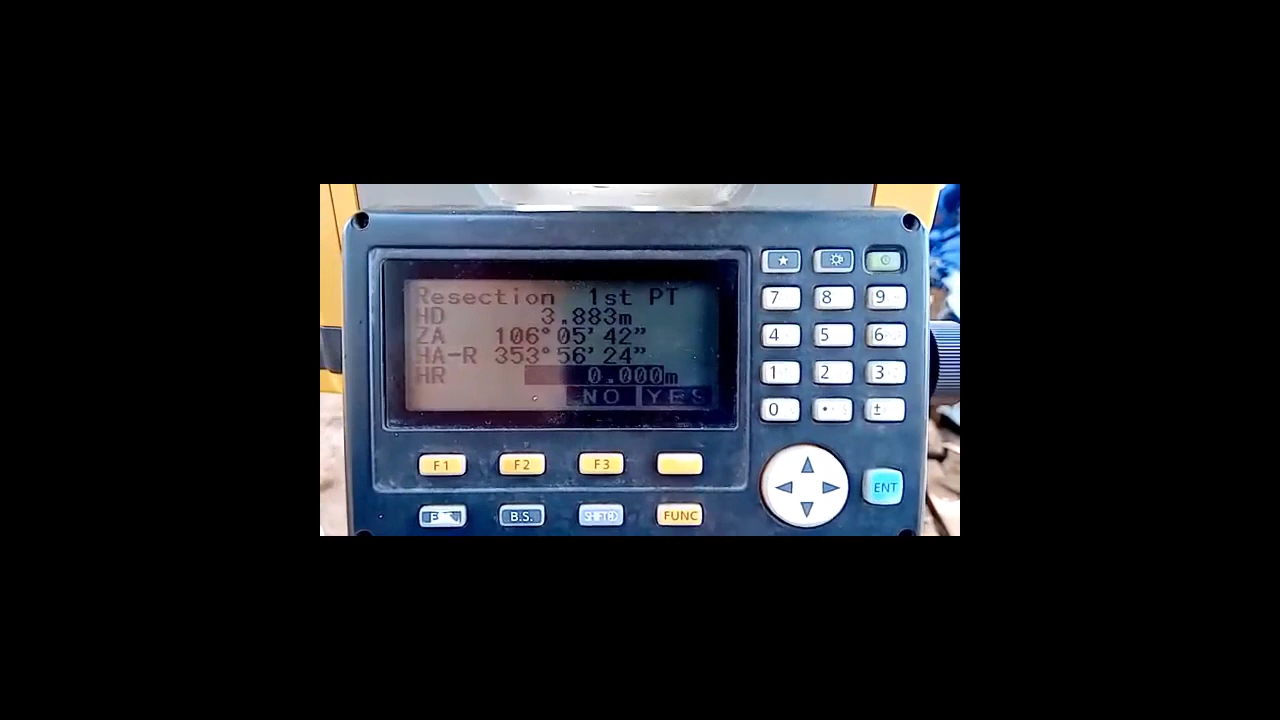 Resection 1st PT
HD 3.883m
ZA 106°05'42"
HA-R 353°56'24"
HR 0.000m
NO YES
7 8 9
4 5 6
1 2 3
0 • ±
F1 F2 F3
ENT
B.S. SHIFT FUNC